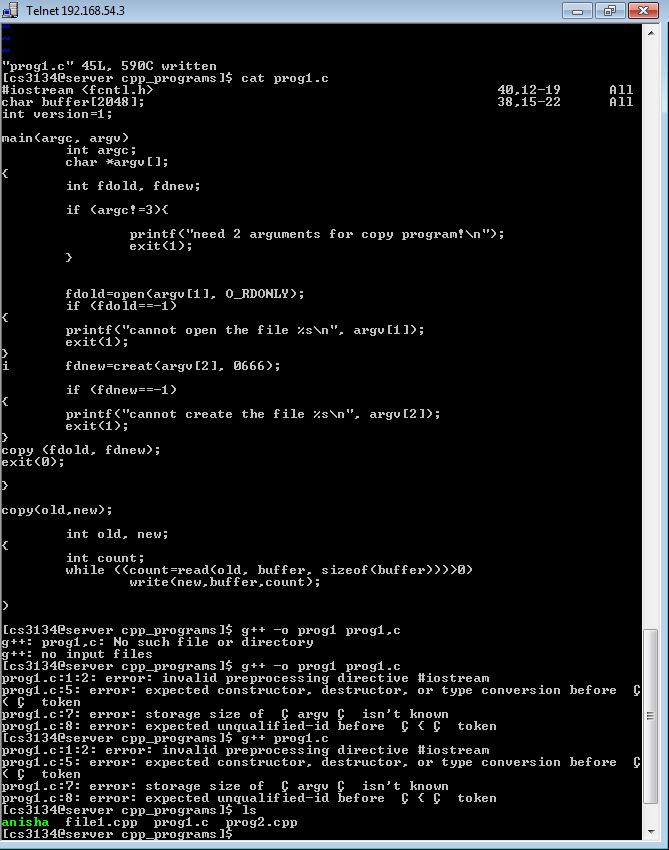 Telnet 192.168.54.3
~
~
~
"prog1.c" 45L, 590C written
[cs3134@server cpp_programs]$ cat prog1.c
#iostream <fcntl.h> 40,12-19 All
char buffer[2048]; 38,15-22 All
int version=1;
main(argc, argv)
int argc;
char *argv[];
{
int fdold, fdnew;
if (argc!=3){
printf("need 2 arguments for copy program!\n");
exit(1);
}
fdold=open(argv[1], O_RDONLY);
if (fdold==-1)
{
printf("cannot open the file %s\n", argv[1]);
exit(1);
}
i fdnew=creat(argv[2], 0666);
if (fdnew==-1)
{
printf("cannot create the file %s\n", argv[2]);
exit(1);
}
copy (fdold, fdnew);
exit(0);
}
copy(old,new);
int old, new;
{
int count;
while ((count=read(old, buffer, sizeof(buffer))))0)
write(new,buffer,count);
)
[cs3134@server cpp_programs]$ g++ -o prog1 prog1,c
g++: prog1,c: No such file or directory
g++: no input files
[cs3134@server cpp_programs]$ g++ -o prog1 prog1.c
prog1.c:1:2: error: invalid preprocessing directive #iostream
prog1.c:5: error: expected constructor, destructor, or type conversion before Ç
( Ç token
prog1.c:7: error: storage size of Ç argv Ç isn't known
prog1.c:8: error: expected unqualified-id before Ç { Ç token
[cs3134@server cpp_programs]$ g++ prog1.c
prog1.c:1:2: error: invalid preprocessing directive #iostream
prog1.c:5: error: expected constructor, destructor, or type conversion before Ç
( Ç token
prog1.c:7: error: storage size of Ç argv Ç isn't known
prog1.c:8: error: expected unqualified-id before Ç { Ç token
[cs3134@server cpp_programs]$ ls
anisha file1.cpp prog1.c prog2.cpp
[cs3134@server cpp_programs]$